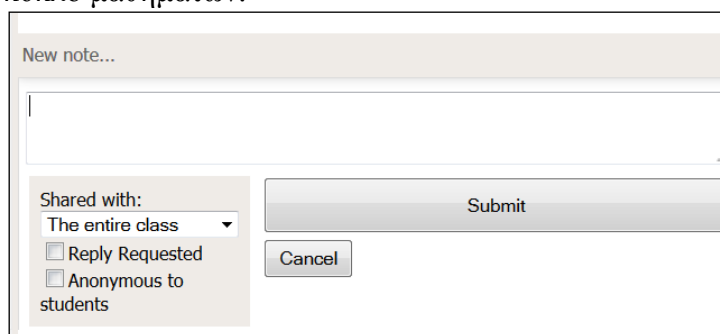 New note...
Shared with:
The entire class
Reply Requested
Anonymous to
students
Submit
Cancel